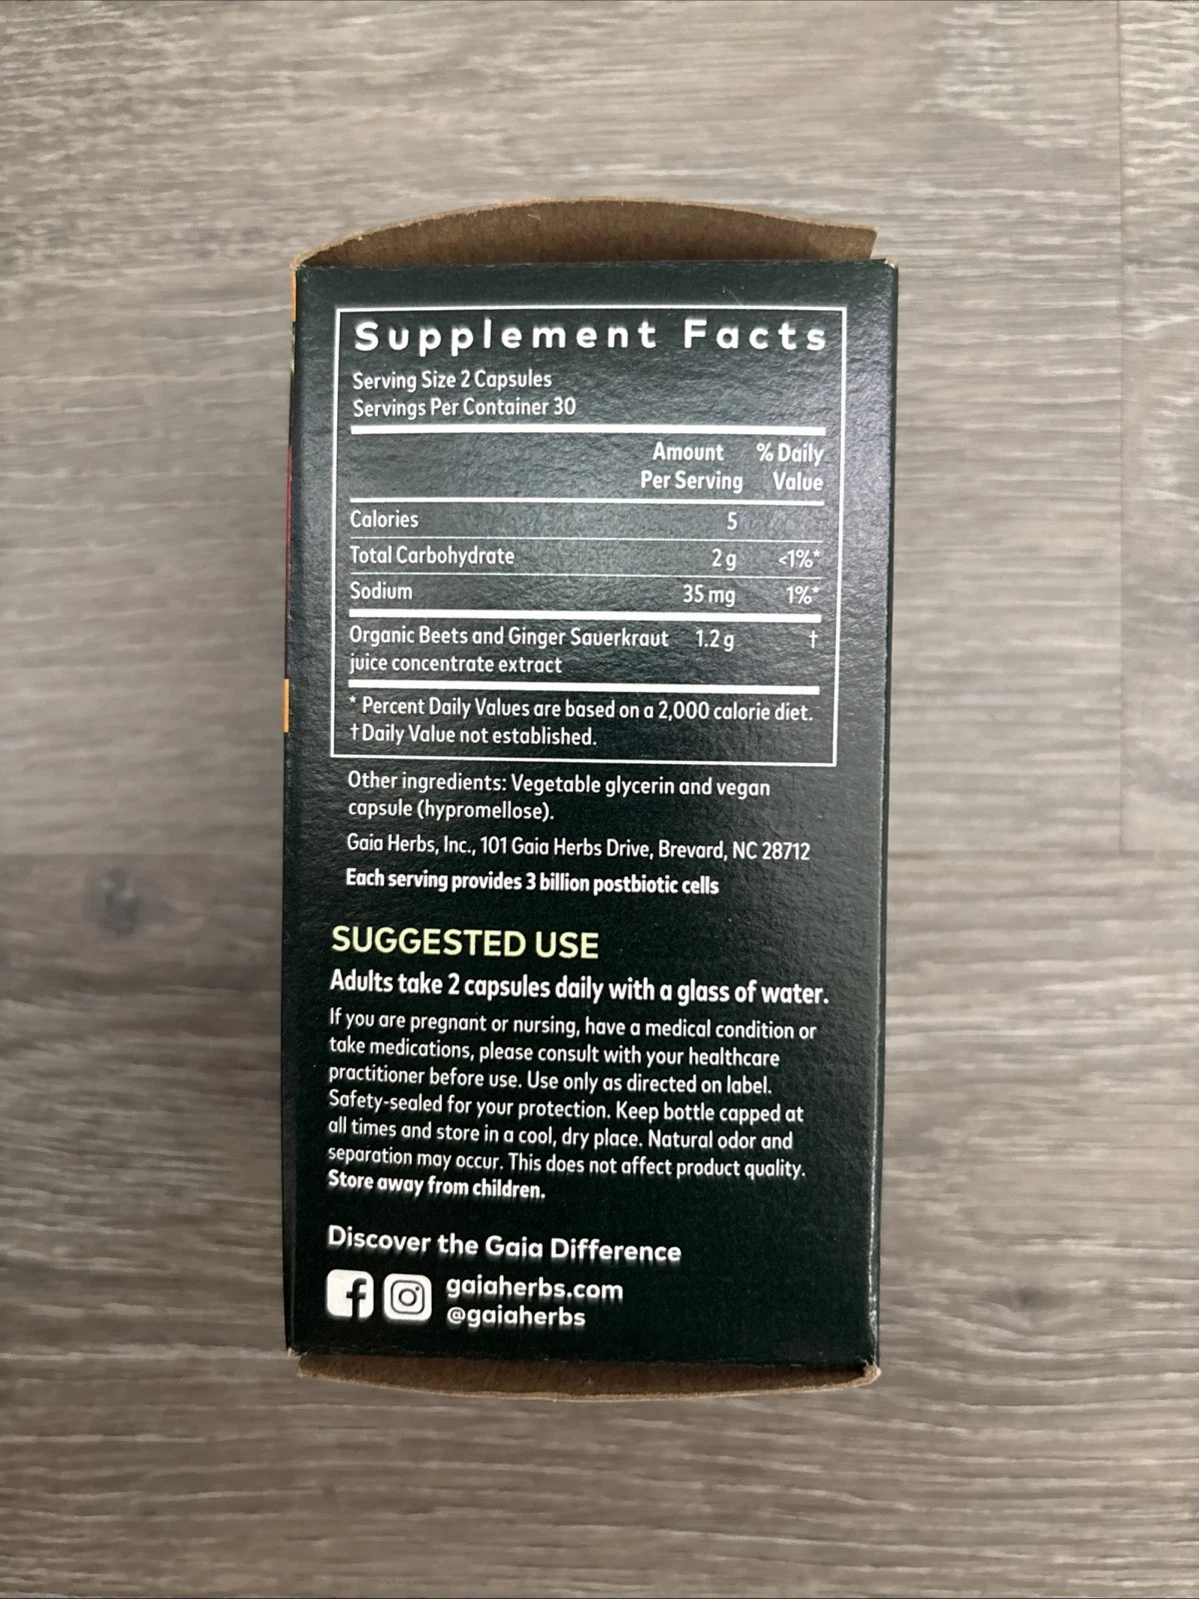 Supplement Facts
Serving Size 2 Capsules
Servings Per Container 30
Amount Per Serving % Daily Value
Calories 5
Total Carbohydrate 2 g <1%*
Sodium 35 mg 1%*
Organic Beets and Ginger Sauerkraut 1.2 g †
juice concentrate extract
* Percent Daily Values are based on a 2,000 calorie diet.
† Daily Value not established.
Other ingredients: Vegetable glycerin and vegan
capsule (hypromellose).
Gaia Herbs, Inc., 101 Gaia Herbs Drive, Brevard, NC 28712
Each serving provides 3 billion postbiotic cells
SUGGESTED USE
Adults take 2 capsules daily with a glass of water.
If you are pregnant or nursing, have a medical condition or
take medications, please consult with your healthcare
practitioner before use. Use only as directed on label.
Safety-sealed for your protection. Keep bottle capped at
all times and store in a cool, dry place. Natural odor and
separation may occur. This does not affect product quality.
Store away from children.
Discover the Gaia Difference
gaiaherbs.com
@gaiaherbs